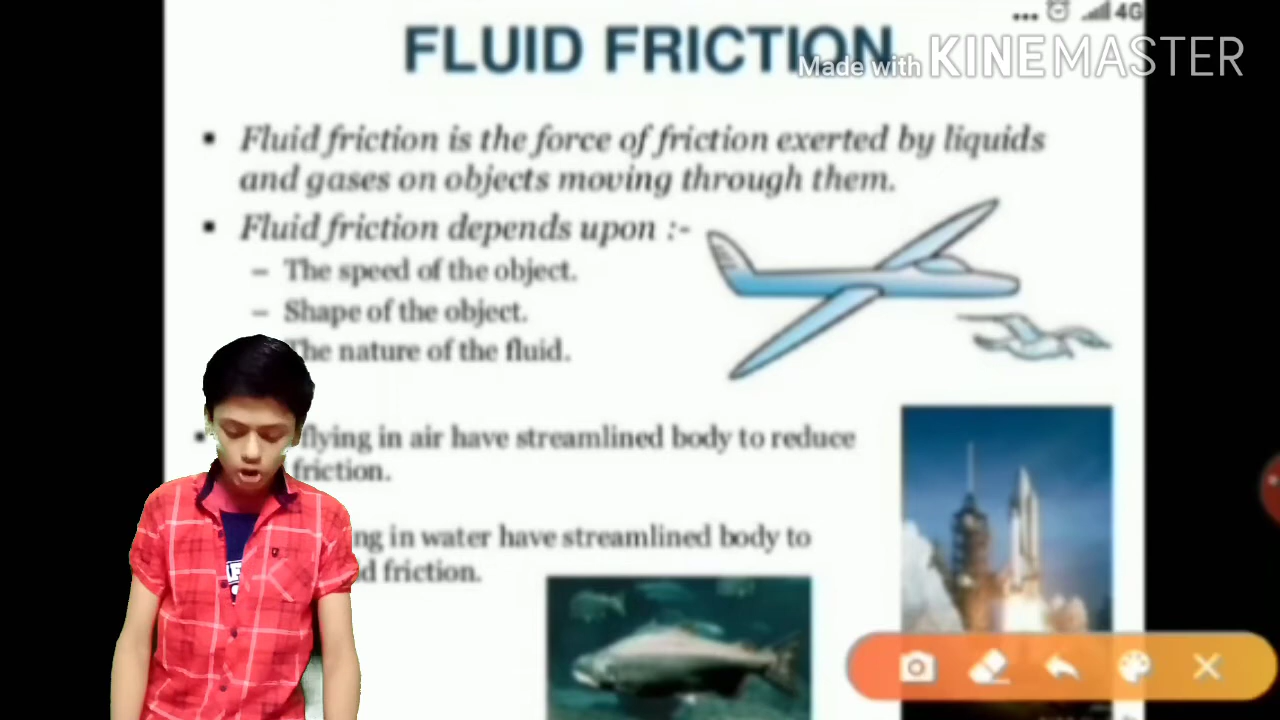 4G
FLUID FRICTION
Made with KINEMASTER
▪ Fluid friction is the force of friction exerted by liquids
and gases on objects moving through them.
▪ Fluid friction depends upon :-
– The speed of the object.
– Shape of the object.
The nature of the fluid.
▪ flying in air have streamlined body to reduce
friction.
in water have streamlined body to
friction.